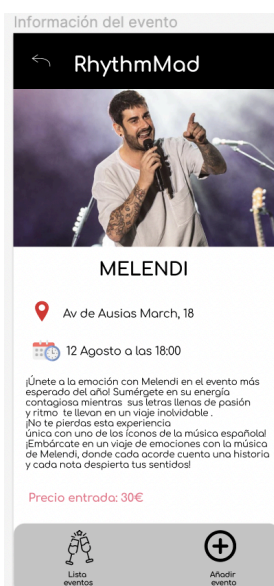 Información del evento
RhythmMad
MELENDI
Av de Ausias March, 18
12 Agosto a las 18:00
¡Únete a la emoción con Melendi en el evento más
esperado del año! Sumérgete en su energía
contagiosa mientras sus letras llenas de pasión
y ritmo te llevan en un viaje inolvidable .
¡No te pierdas esta experiencia
única con uno de los íconos de la música española!
¡Embárcate en un viaje de emociones con la música
de Melendi, donde cada acorde cuenta una historia
y cada nota despierta tus sentidos!
Precio entrada: 30€
Lista
eventos
Añadir
evento